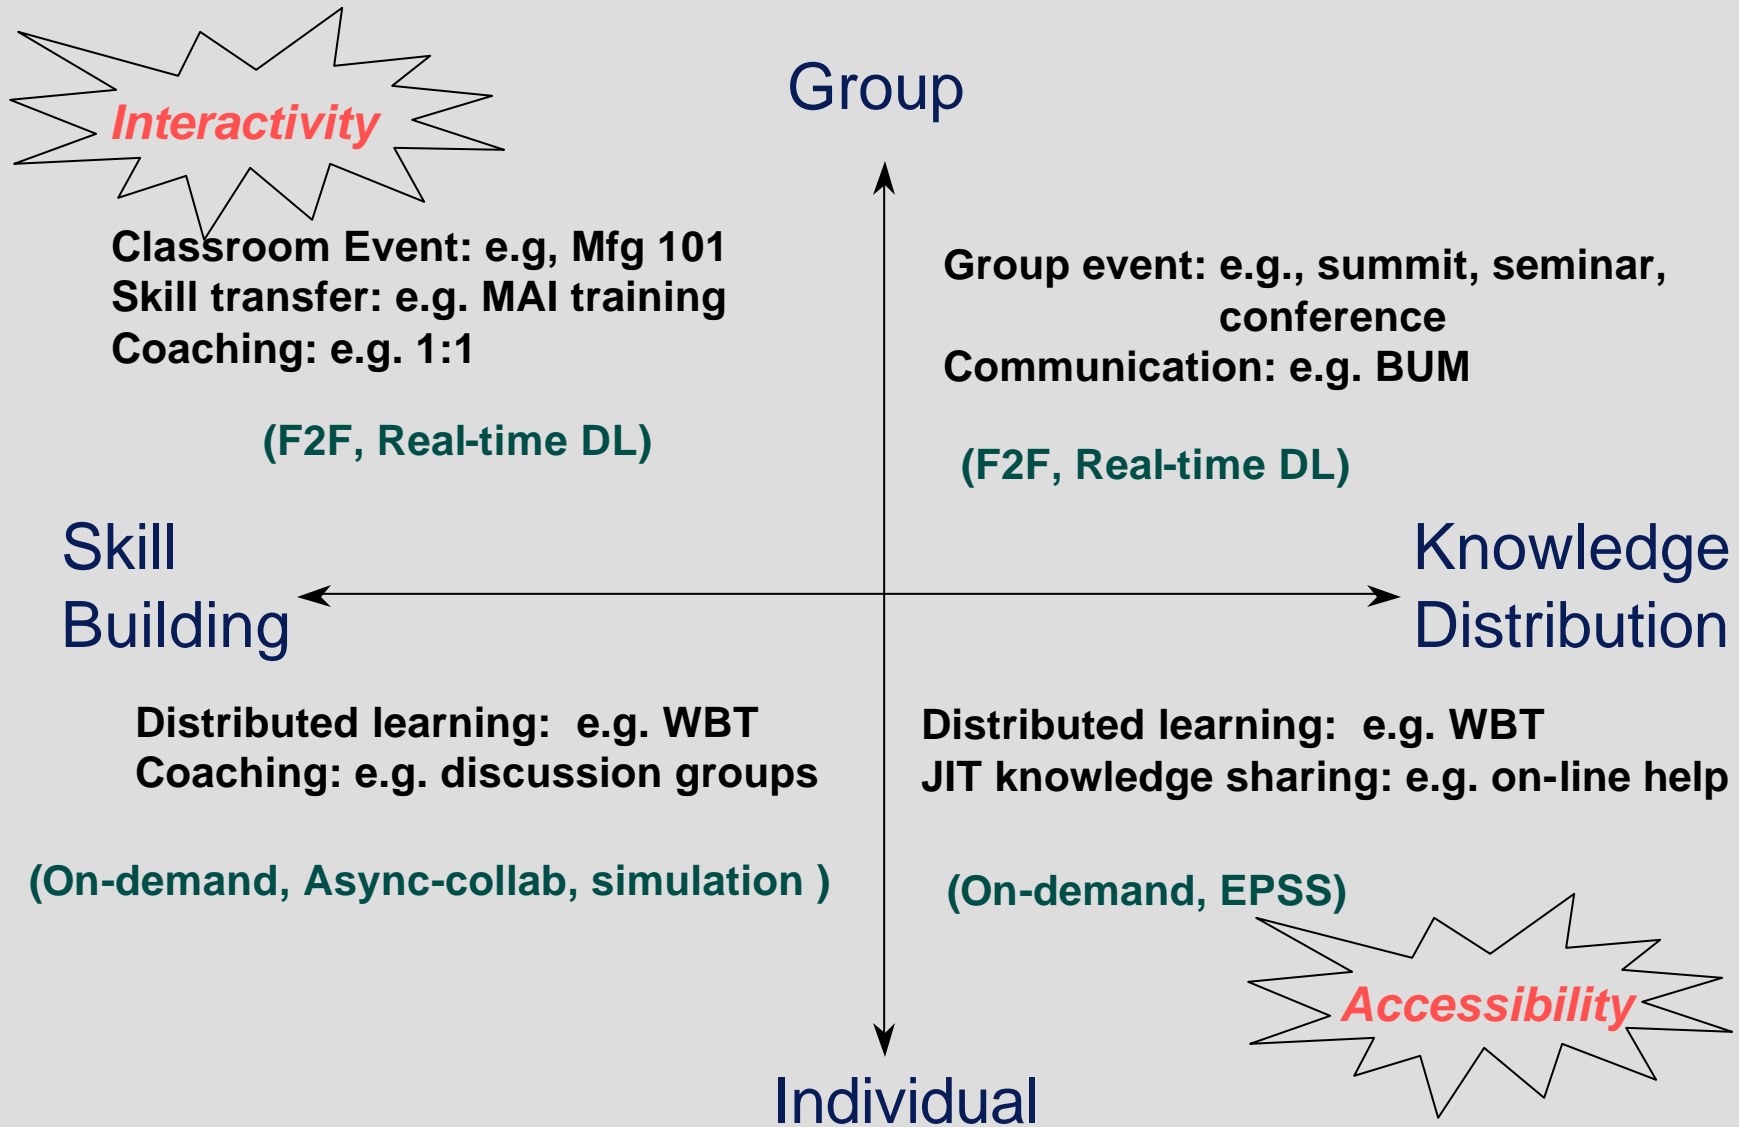 Interactivity
Group
Classroom Event: e.g, Mfg 101
Skill transfer: e.g. MAI training
Coaching: e.g. 1:1
(F2F, Real-time DL)
Group event: e.g., summit, seminar,
conference
Communication: e.g. BUM
(F2F, Real-time DL)
Skill
Building
Knowledge
Distribution
Distributed learning:  e.g. WBT
Coaching: e.g. discussion groups
(On-demand, Async-collab, simulation )
Distributed learning:  e.g. WBT
JIT knowledge sharing: e.g. on-line help
(On-demand, EPSS)
Accessibility
Individual